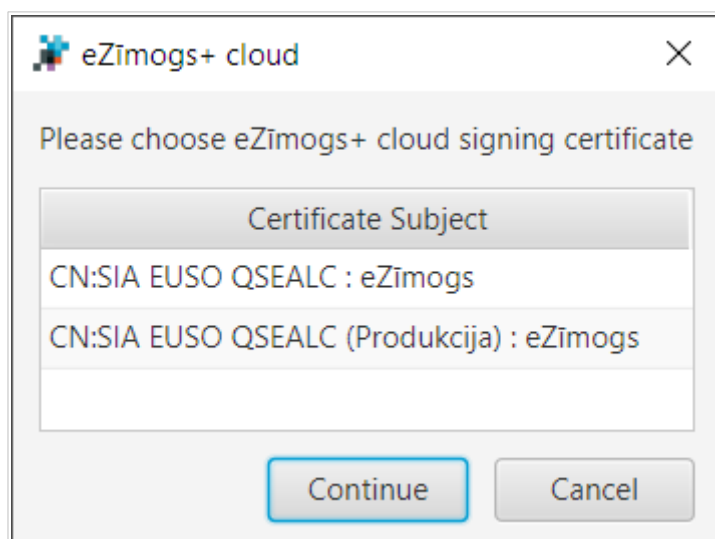 eZīmogs+ cloud
Please choose eZīmogs+ cloud signing certificate
Certificate Subject
CN:SIA EUSO QSEALC : eZīmogs
CN:SIA EUSO QSEALC (Produkcija) : eZīmogs
Continue
Cancel